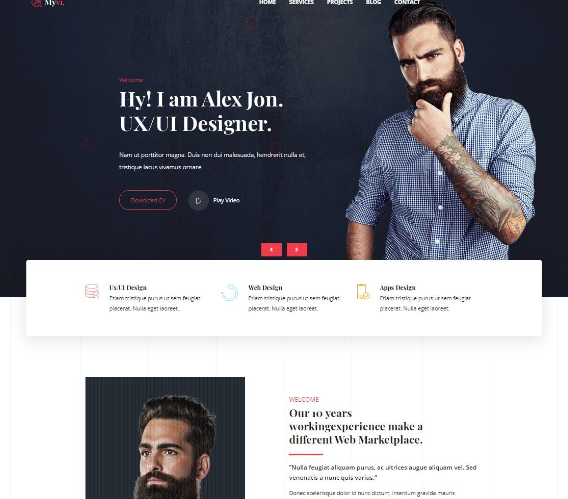 Myvi.
HOME SERVICES PROJECTS BLOG CONTACT
Welcome
Hy! I am Alex Jon.
UX/UI Designer.
Nam ut porttitor magna. Duis non dui malesuada, hendrerit nulla et,
tristique lacus vivamus ornare
Download CV
Play Video
Ux/UI Design
Etiam tristique purus ut sem feugiat
placerat. Nulla eget laoreet.
Web Design
Etiam tristique purus ut sem feugiat
placerat. Nulla eget laoreet.
Apps Design
Etiam tristique purus ut sem feugiat
placerat. Nulla eget laoreet.
WELCOME
Our 10 years
workingexperience make a
different Web Marketplace.
“Nulla feugiat aliquam purus, ac ultrices augue aliquam vel. Sed
venenatis a nunc quis varius.”
Donec scelerisque dolor id nunc dictum, interdum gravida mauris